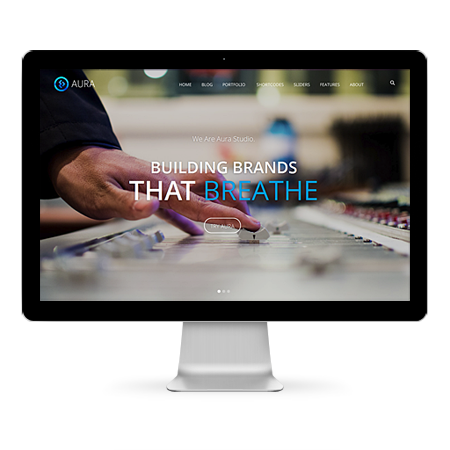 AURA
HOME BLOG PORTFOLIO SHORTCODES SLIDERS FEATURES ABOUT
We Are Aura Studio.
BUILDING BRANDS
THAT BREATHE
TRY AURA